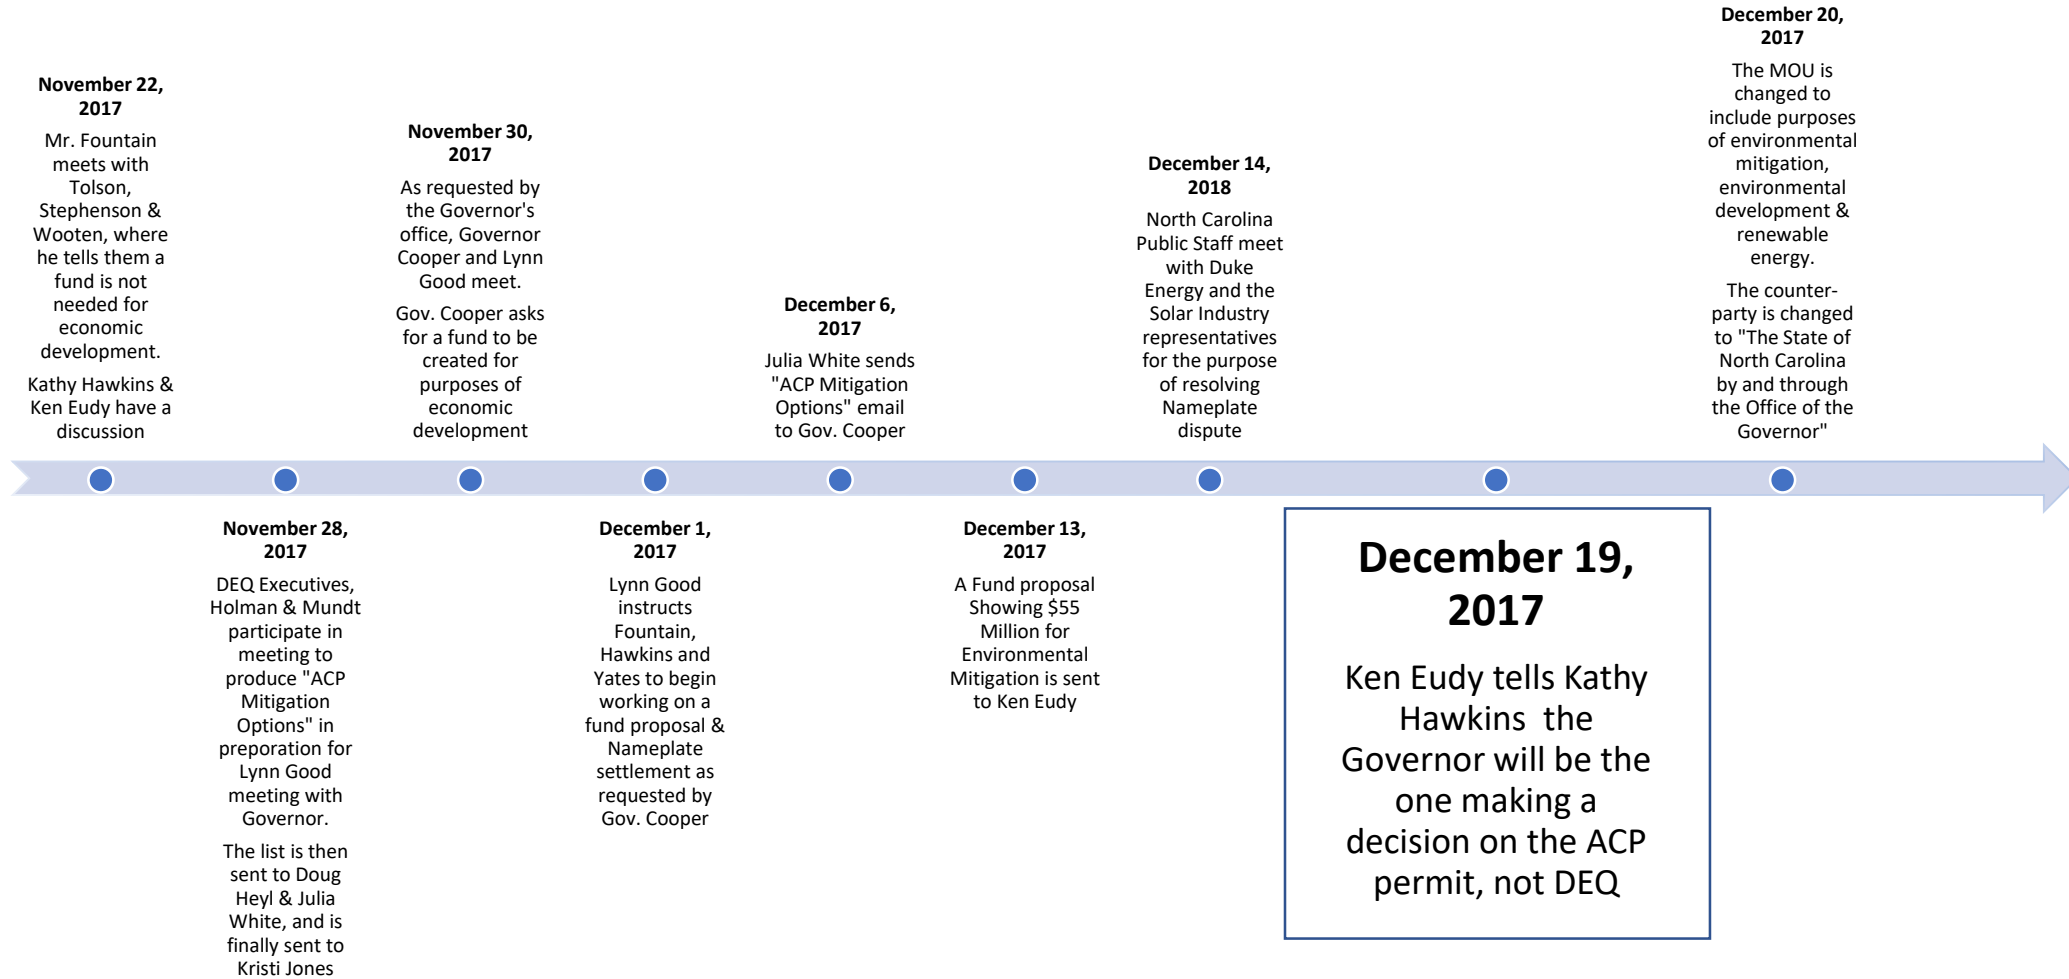 November 22,
2017
Mr. Fountain
meets with
Tolson,
Stephenson &
Wooten, where
he tells them a
fund is not
needed for
economic
development.
Kathy Hawkins &
Ken Eudy have a
discussion
November 28,
2017
DEQ Executives,
Holman & Mundt
participate in
meeting to
produce "ACP
Mitigation
Options" in
preporation for
Lynn Good
meeting with
Governor.
The list is then
sent to Doug
Heyl & Julia
White, and is
finally sent to
Kristi Jones
November 30,
2017
As requested by
the Governor's
office, Governor
Cooper and Lynn
Good meet.
Gov. Cooper asks
for a fund to be
created for
purposes of
economic
development
December 1,
2017
Lynn Good
instructs
Fountain,
Hawkins and
Yates to begin
working on a
fund proposal &
Nameplate
settlement as
requested by
Gov. Cooper
December 6,
2017
Julia White sends
"ACP Mitigation
Options" email
to Gov. Cooper
December 13,
2017
A Fund proposal
Showing $55
Million for
Environmental
Mitigation is sent
to Ken Eudy
December 14,
2018
North Carolina
Public Staff meet
with Duke
Energy and the
Solar Industry
representatives
for the purpose
of resolving
Nameplate
dispute
December 19,
2017
Ken Eudy tells Kathy
Hawkins  the
Governor will be the
one making a
decision on the ACP
permit, not DEQ
December 20,
2017
The MOU is
changed to
include purposes
of environmental
mitigation,
environmental
development &
renewable
energy.
The counter-
party is changed
to "The State of
North Carolina
by and through
the Office of the
Governor"